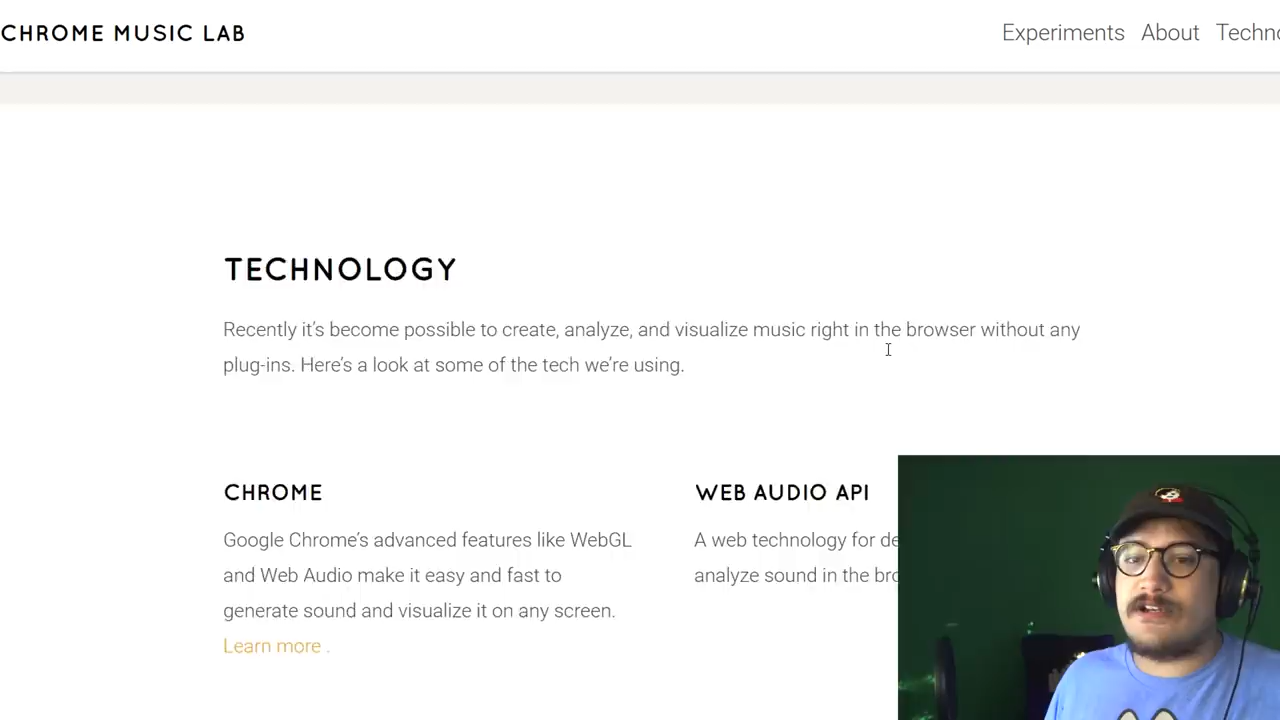 CHROME MUSIC LAB
Experiments About Techno
TECHNOLOGY
Recently it's become possible to create, analyze, and visualize music right in the browser without any
plug-ins. Here's a look at some of the tech we're using.
CHROME
Google Chrome's advanced features like WebGL
and Web Audio make it easy and fast to
generate sound and visualize it on any screen.
Learn more .
WEB AUDIO API
A web technology for de
analyze sound in the bro